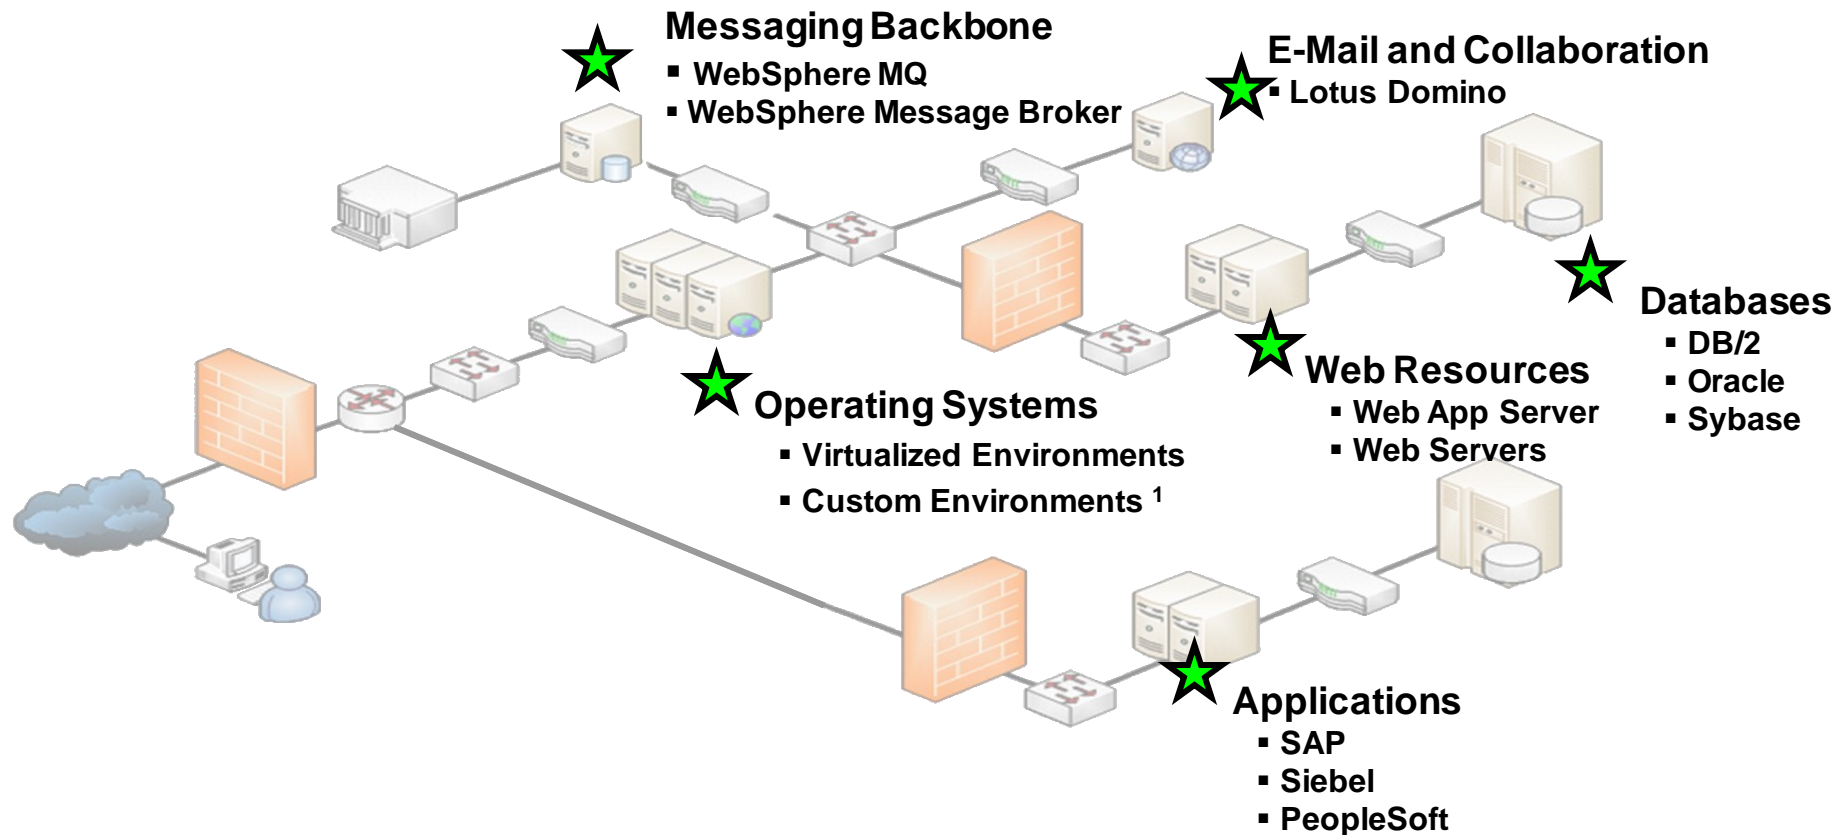 Messaging Backbone
▪ WebSphere MQ
▪ WebSphere Message Broker
E-Mail and Collaboration
▪ Lotus Domino
Databases
▪ DB/2
▪ Oracle
▪ Sybase
Web Resources
▪ Web App Server
▪ Web Servers
Operating Systems
▪ Virtualized Environments
▪ Custom Environments ¹
Applications
▪ SAP
▪ Siebel
▪ PeopleSoft